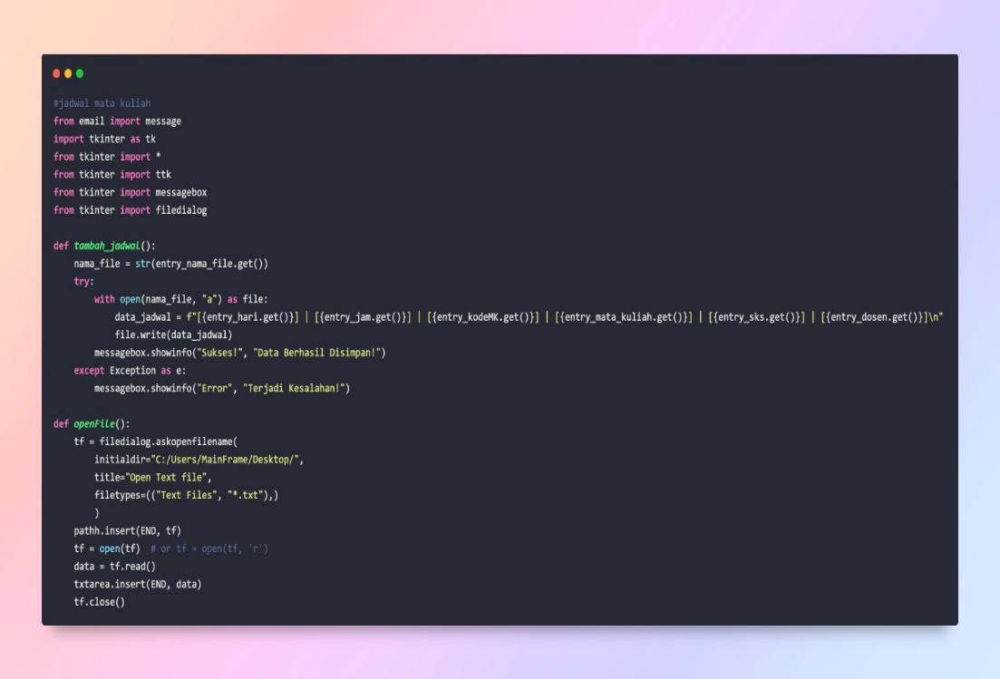 #jadwal mata kuliah
from email import message
import tkinter as tk
from tkinter import *
from tkinter import ttk
from tkinter import messagebox
from tkinter import filedialog
def tambah_jadwal():
    nama_file = str(entry_nama_file.get())
    try:
        with open(nama_file, "a") as file:
            data_jadwal = f"[{entry_hari.get()}] | [{entry_jam.get()}] | [{entry_kodeMK.get()}] | [{entry_mata_kuliah.get()}] | [{entry_sks.get()}] | [{entry_dosen.get()}]\n"
            file.write(data_jadwal)
        messagebox.showinfo("Sukses!", "Data Berhasil Disimpan!")
    except Exception as e:
        messagebox.showinfo("Error", "Terjadi Kesalahan!")
def openFile():
    tf = filedialog.askopenfilename(
        initialdir="C:/Users/MainFrame/Desktop/",
        title="Open Text file",
        filetypes=(("Text Files", "*.txt"),)
        )
    pathh.insert(END, tf)
    tf = open(tf)  # or tf = open(tf, 'r')
    data = tf.read()
    txtarea.insert(END, data)
    tf.close()